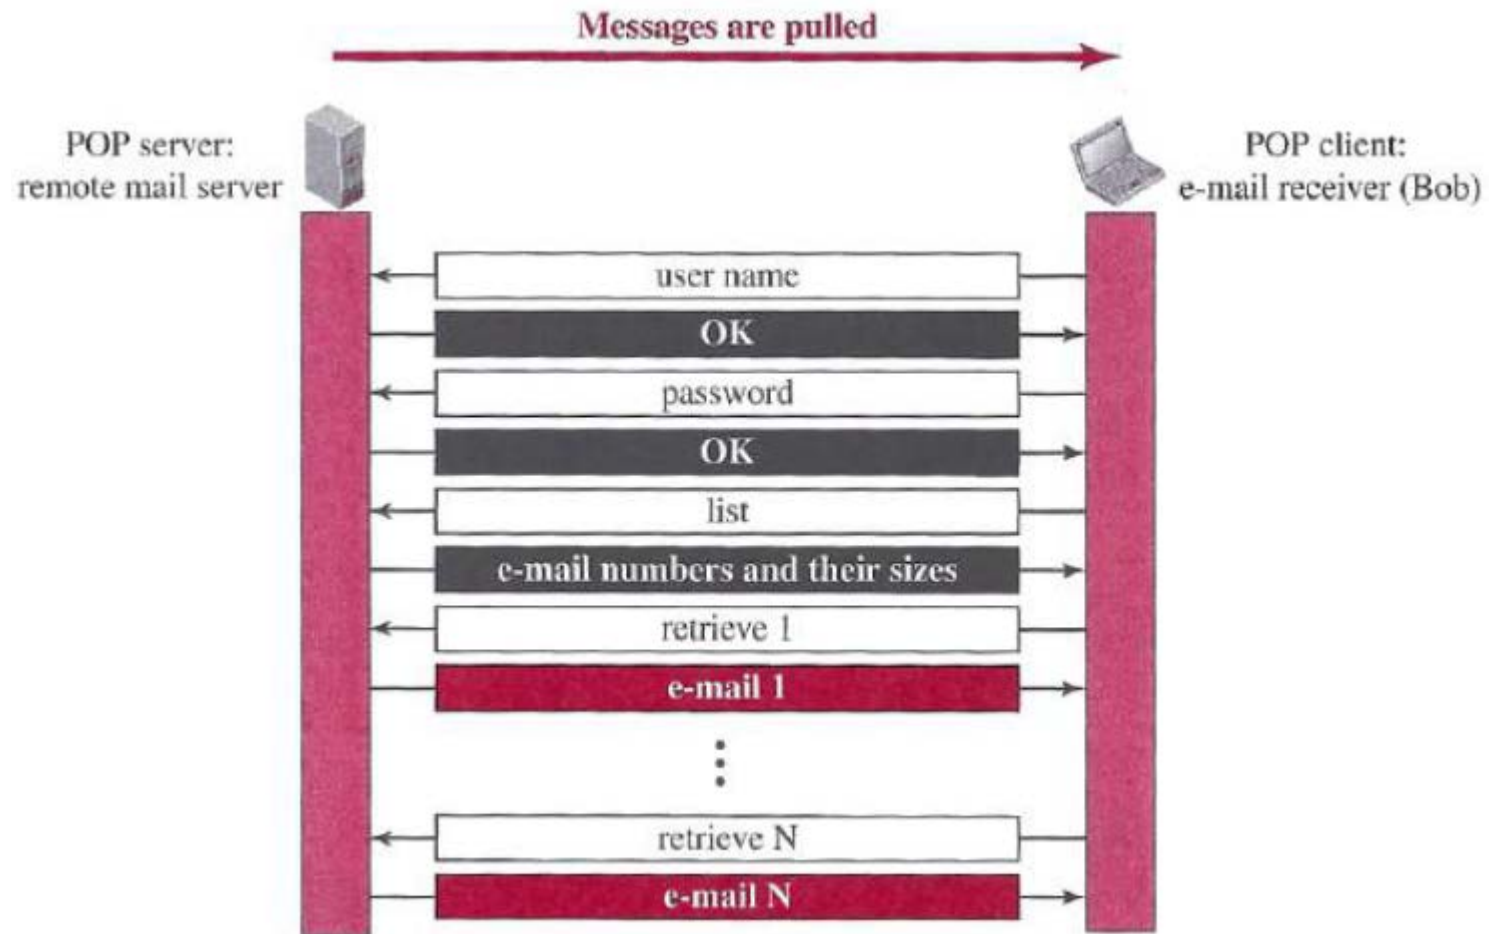 Messages are pulled
POP server:
remote mail server
POP client:
e-mail receiver (Bob)
user name
OK
password
OK
list
e-mail numbers and their sizes
retrieve 1
e-mail 1
retrieve N
e-mail N